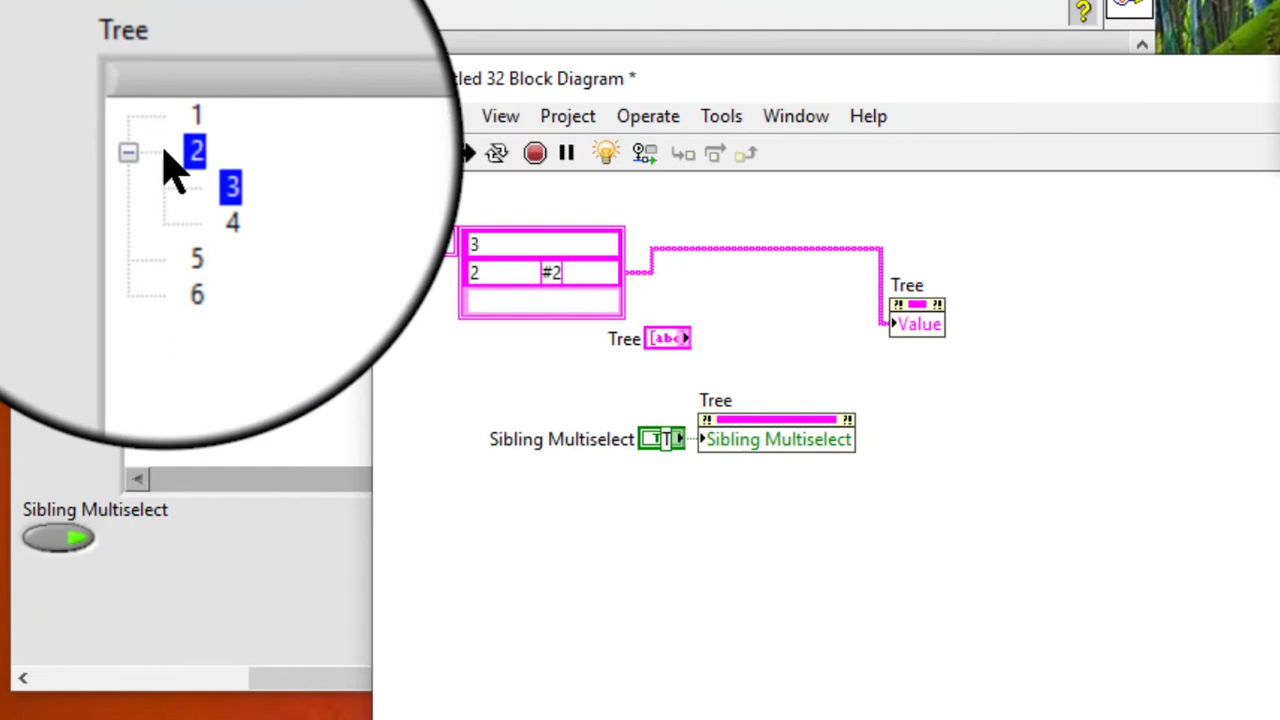 Tree
1
2
3
4
5
6
Sibling Multiselect
tled 32 Block Diagram *
View Project Operate Tools Window Help
3
2 #2
Tree
Value
Tree [abc
Tree
Sibling Multiselect T Sibling Multiselect